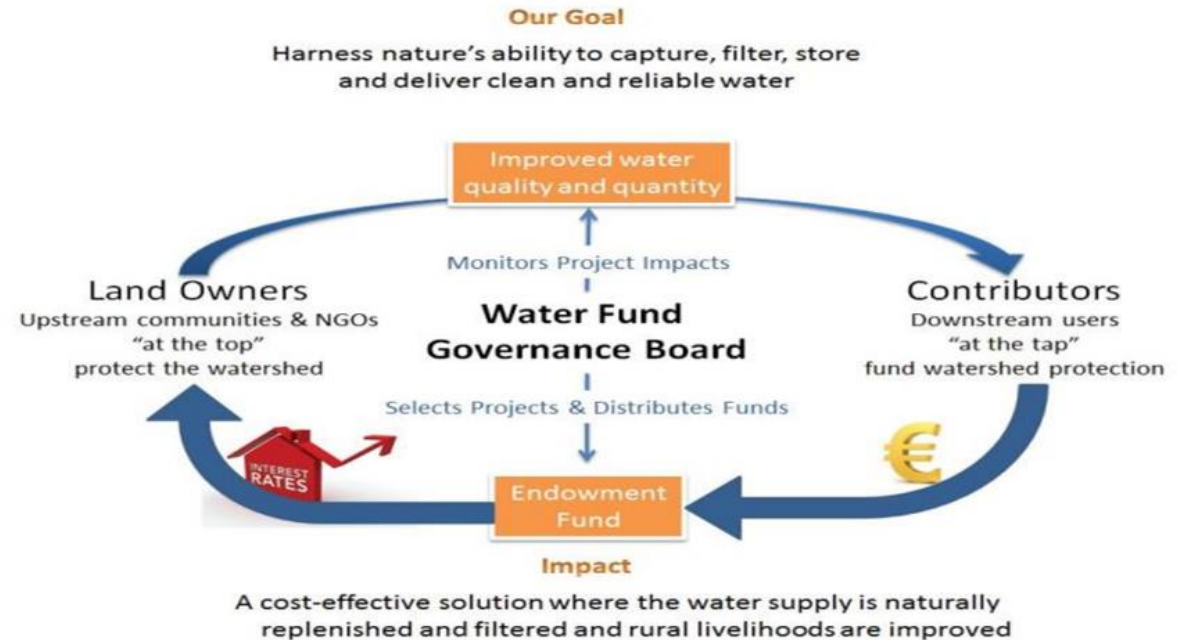 Our Goal
Harness nature's ability to capture, filter, store
and deliver clean and reliable water
Improved water
quality and quantity
Monitors Project Impacts
Land Owners
Upstream communities & NGOs
"at the top"
protect the watershed
Water Fund
Governance Board
Contributors
Downstream users
"at the tap"
fund watershed protection
Selects Projects & Distributes Funds
INTEREST
RATES
€
Endowment
Fund
Impact
A cost-effective solution where the water supply is naturally
replenished and filtered and rural livelihoods are improved